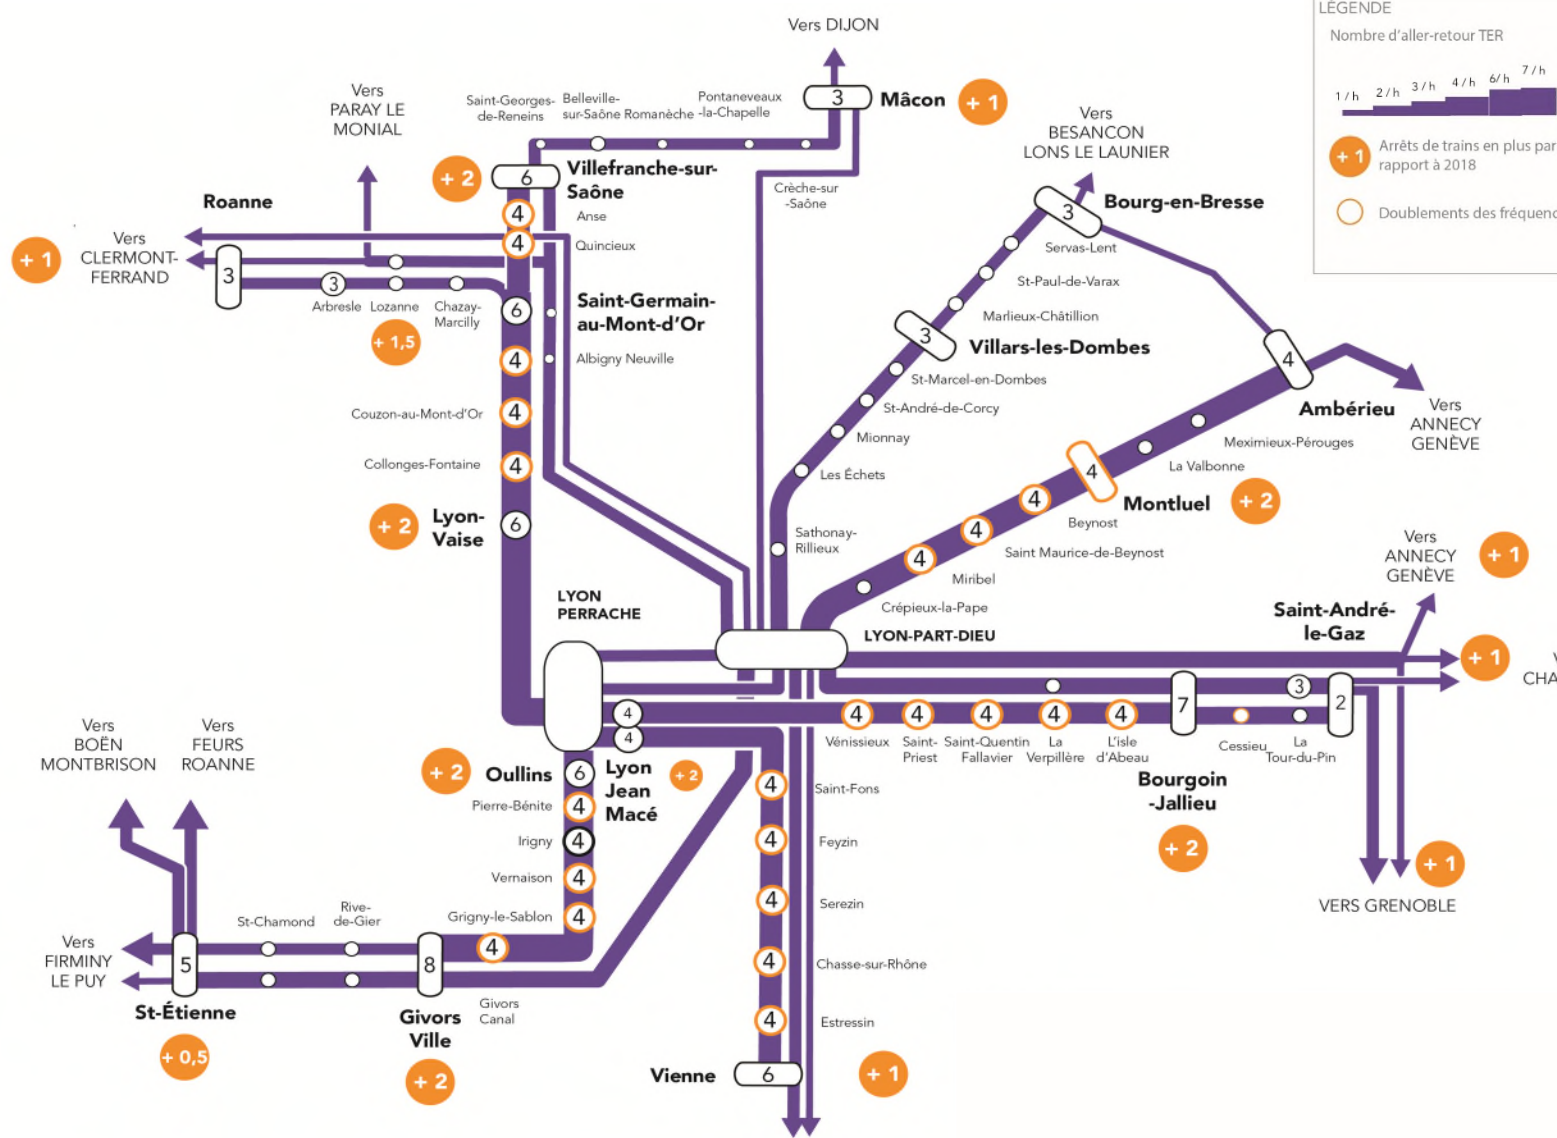 LÉGENDE
Nombre d'aller-retour TER
1 / h
2 / h
3 / h
4 / h
6/ h
7 / h
+ 1
Arrêts de trains en plus par
rapport à 2018
Doublements des fréquenc
Vers DIJON
3
Mâcon
+ 1
Vers
PARAY LE
MONIAL
Saint-Georges-
de-Reneins
Belleville-
sur-Saône
Romanèche
Pontaneveaux
-la-Chapelle
Vers
BESANCON
LONS LE LAUNIER
+ 2
6
Villefranche-sur-
Saône
Crèche-sur
-Saône
3
Bourg-en-Bresse
Roanne
4
Anse
4
Quincieux
Servas-Lent
+ 1
Vers
CLERMONT-
FERRAND
3
3
Arbresle
Lozanne
Chazay-
Marcilly
+ 1,5
6
Saint-Germain-
au-Mont-d'Or
St-Paul-de-Varax
Marlieux-Châtillion
3
Villars-les-Dombes
4
Albigny Neuville
4
Ambérieu
St-Marcel-en-Dombes
St-André-de-Corcy
Mionnay
Les Échets
Vers
ANNECY
GENÈVE
Couzon-au-Mont-d'Or
4
Collonges-Fontaine
4
Meximieux-Pérouges
La Valbonne
4
Montluel
+ 2
+ 2
Lyon-
Vaise
6
Sathonay-
Rillieux
4
Beynost
4
Saint Maurice-de-Beynost
4
Miribel
Crépieux-la-Pape
Vers
ANNECY
GENÈVE
+ 1
LYON
PERRACHE
LYON-PART-DIEU
Saint-André-
le-Gaz
+ 1
V
CHA
4
4
4
Vénissieux
4
Saint-
Priest
4
Saint-Quentin
Fallavier
4
La
Verpillère
4
L'isle
d'Abeau
7
Bourgoin
-Jallieu
+ 2
Cessieu
3
La
Tour-du-Pin
2
+ 1
VERS GRENOBLE
Vers
BOËN
MONTBRISON
Vers
FEURS
ROANNE
+ 2
Oullins
6
Lyon
Jean
Macé
+ 2
Pierre-Bénite
4
Irigny
4
Vernaison
4
Grigny-le-Sablon
4
4
Saint-Fons
4
Feyzin
4
Serezin
4
Chasse-sur-Rhône
4
Estressin
St-Chamond
Rive-
de-Gier
4
Givors
Canal
Vers
FIRMINY
LE PUY
5
St-Étienne
+ 0,5
8
Givors
Ville
+ 2
Vienne
6
+ 1